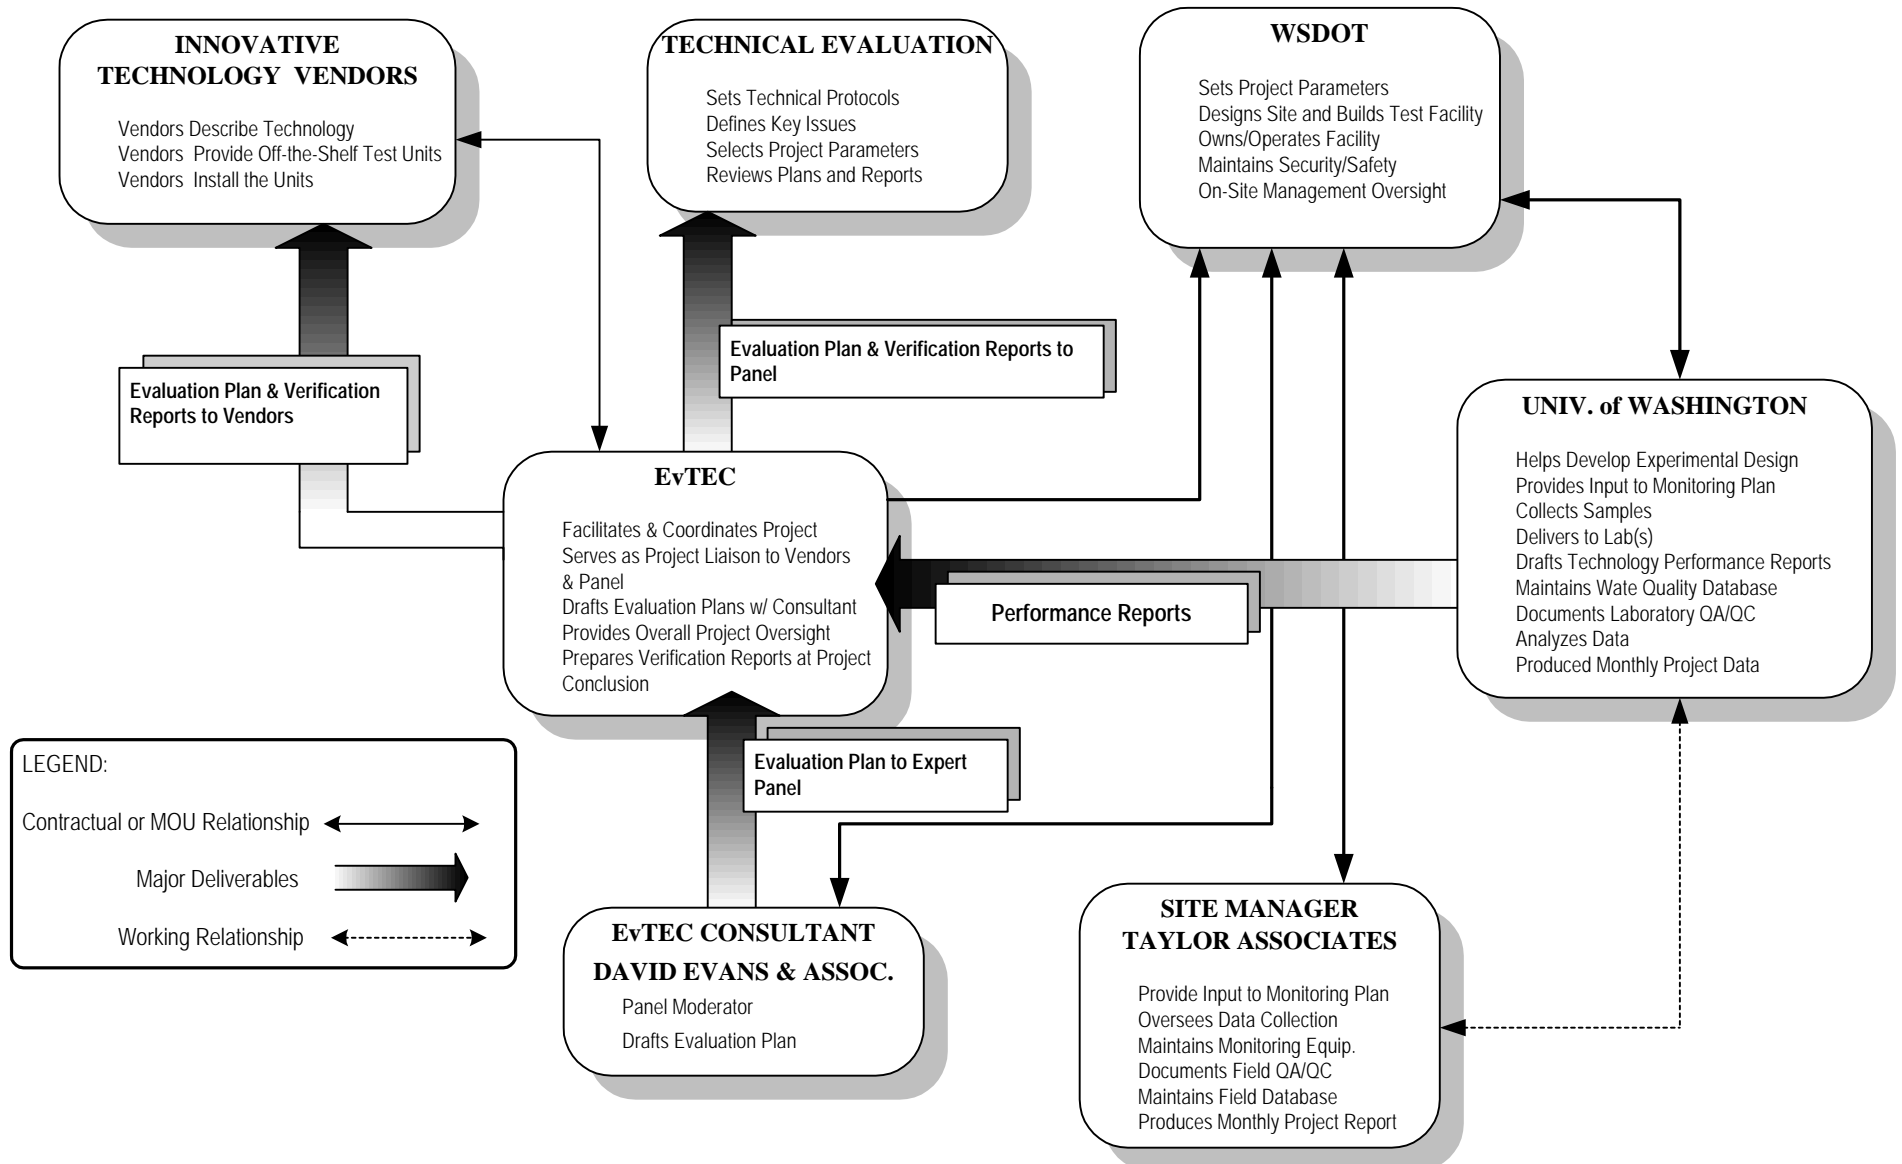 INNOVATIVE
TECHNOLOGY VENDORS
Vendors Describe Technology
Vendors Provide Off-the-Shelf Test Units
Vendors Install the Units
TECHNICAL EVALUATION
Sets Technical Protocols
Defines Key Issues
Selects Project Parameters
Reviews Plans and Reports
WSDOT
Sets Project Parameters
Designs Site and Builds Test Facility
Owns/Operates Facility
Maintains Security/Safety
On-Site Management Oversight
Evaluation Plan & Verification
Reports to Vendors
Evaluation Plan & Verification Reports to
Panel
UNIV. of WASHINGTON
Helps Develop Experimental Design
Provides Input to Monitoring Plan
Collects Samples
Delivers to Lab(s)
Drafts Technology Performance Reports
Maintains Wate Quality Database
Documents Laboratory QA/QC
Analyzes Data
Produced Monthly Project Data
EvTEC
Facilitates & Coordinates Project
Serves as Project Liaison to Vendors
& Panel
Drafts Evaluation Plans w/ Consultant
Provides Overall Project Oversight
Prepares Verification Reports at Project
Conclusion
Performance Reports
Evaluation Plan to Expert
Panel
LEGEND:
Contractual or MOU Relationship
Major Deliverables
Working Relationship
EvTEC CONSULTANT
DAVID EVANS & ASSOC.
Panel Moderator
Drafts Evaluation Plan
SITE MANAGER
TAYLOR ASSOCIATES
Provide Input to Monitoring Plan
Oversees Data Collection
Maintains Monitoring Equip.
Documents Field QA/QC
Maintains Field Database
Produces Monthly Project Report